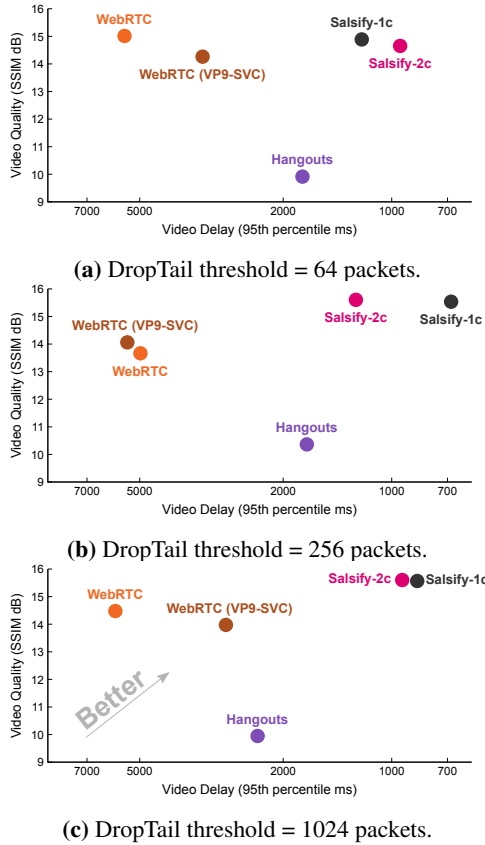 16
15
14
13
12
11
10
9
Video Quality (SSIM dB)
WebRTC
WebRTC (VP9-SVC)
Salsify-1c
Salsify-2c
Hangouts
7000 5000 2000 1000 700
Video Delay (95th percentile ms)
(a) DropTail threshold = 64 packets.
16
15
14
13
12
11
10
9
Video Quality (SSIM dB)
WebRTC (VP9-SVC)
WebRTC
Salsify-2c
Salsify-1c
Hangouts
7000 5000 2000 1000 700
Video Delay (95th percentile ms)
(b) DropTail threshold = 256 packets.
16
15
14
13
12
11
10
9
Video Quality (SSIM dB)
WebRTC
WebRTC (VP9-SVC)
Salsify-2c
Salsify-1c
Better
Hangouts
7000 5000 2000 1000 700
Video Delay (95th percentile ms)
(c) DropTail threshold = 1024 packets.